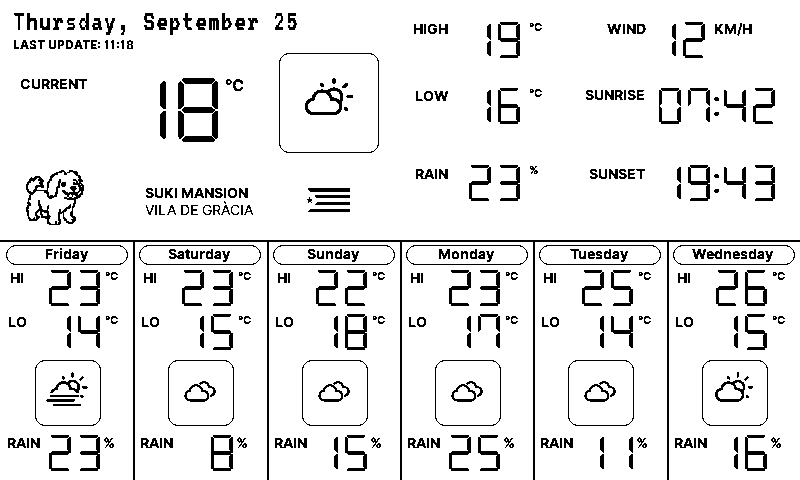 Thursday, September 25
LAST UPDATE: 11:18
CURRENT 18 °C
HIGH 19 °C
LOW 16 °C
RAIN 23 %
WIND 12 KM/H
SUNRISE 07:42
SUNSET 19:43
SUKI MANSION
VILA DE GRÀCIA
Friday
HI 23 °C
LO 14 °C
RAIN 23 %
Saturday
HI 23 °C
LO 15 °C
RAIN 8 %
Sunday
HI 22 °C
LO 18 °C
RAIN 15 %
Monday
HI 23 °C
LO 17 °C
RAIN 25 %
Tuesday
HI 25 °C
LO 14 °C
RAIN 11 %
Wednesday
HI 26 °C
LO 15 °C
RAIN 16 %